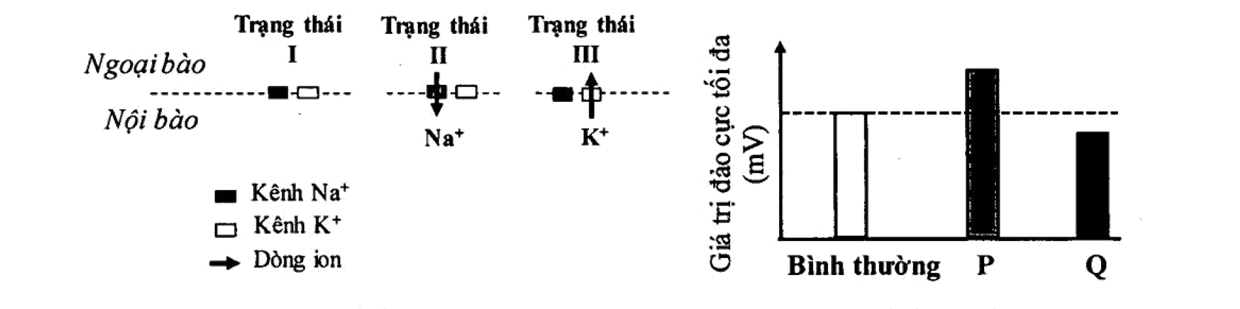 Trạng thái
I
Trạng thái
II
Trạng thái
III
Ngoại bào
Nội bào
Na⁺
K⁺
Kênh Na⁺
Kênh K⁺
Dòng ion
Giá trị đảo cực tối đa
(mV)
Bình thường
P
Q